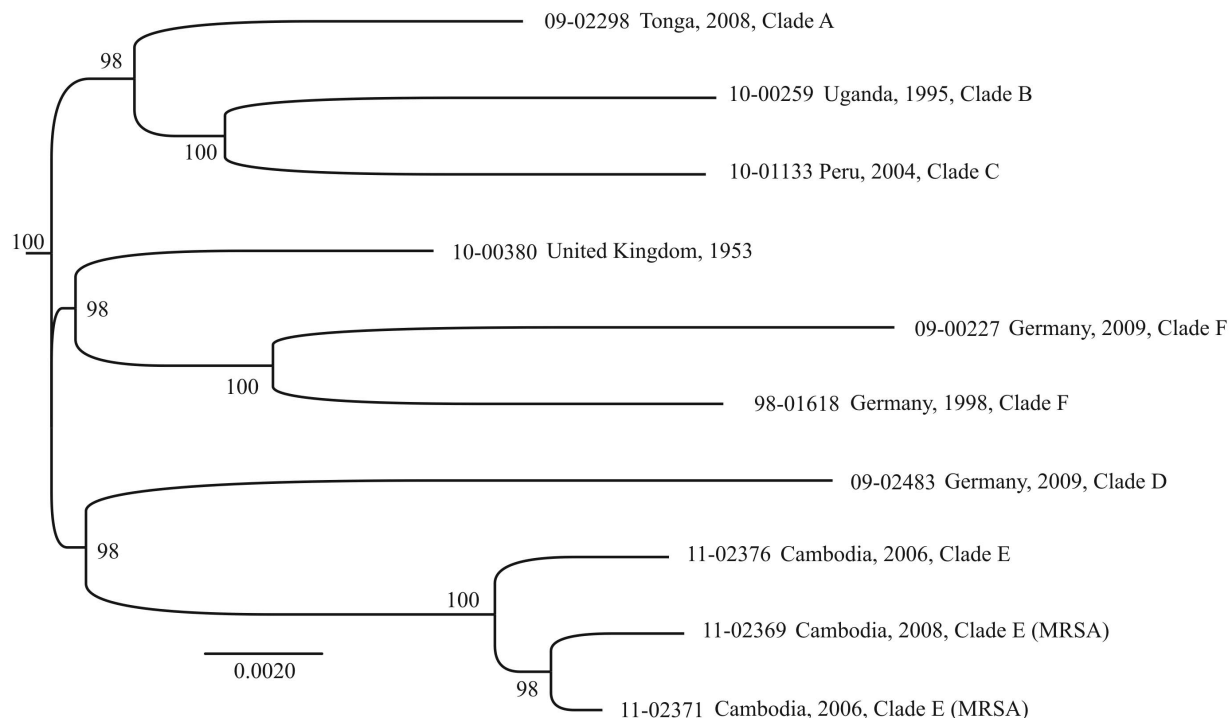 09-02298 Tonga, 2008, Clade A
98
10-00259 Uganda, 1995, Clade B
100
10-01133 Peru, 2004, Clade C
100
10-00380 United Kingdom, 1953
98
09-00227 Germany, 2009, Clade F
100
98-01618 Germany, 1998, Clade F
09-02483 Germany, 2009, Clade D
98
11-02376 Cambodia, 2006, Clade E
100
11-02369 Cambodia, 2008, Clade E (MRSA)
0.0020
98
11-02371 Cambodia, 2006, Clade E (MRSA)